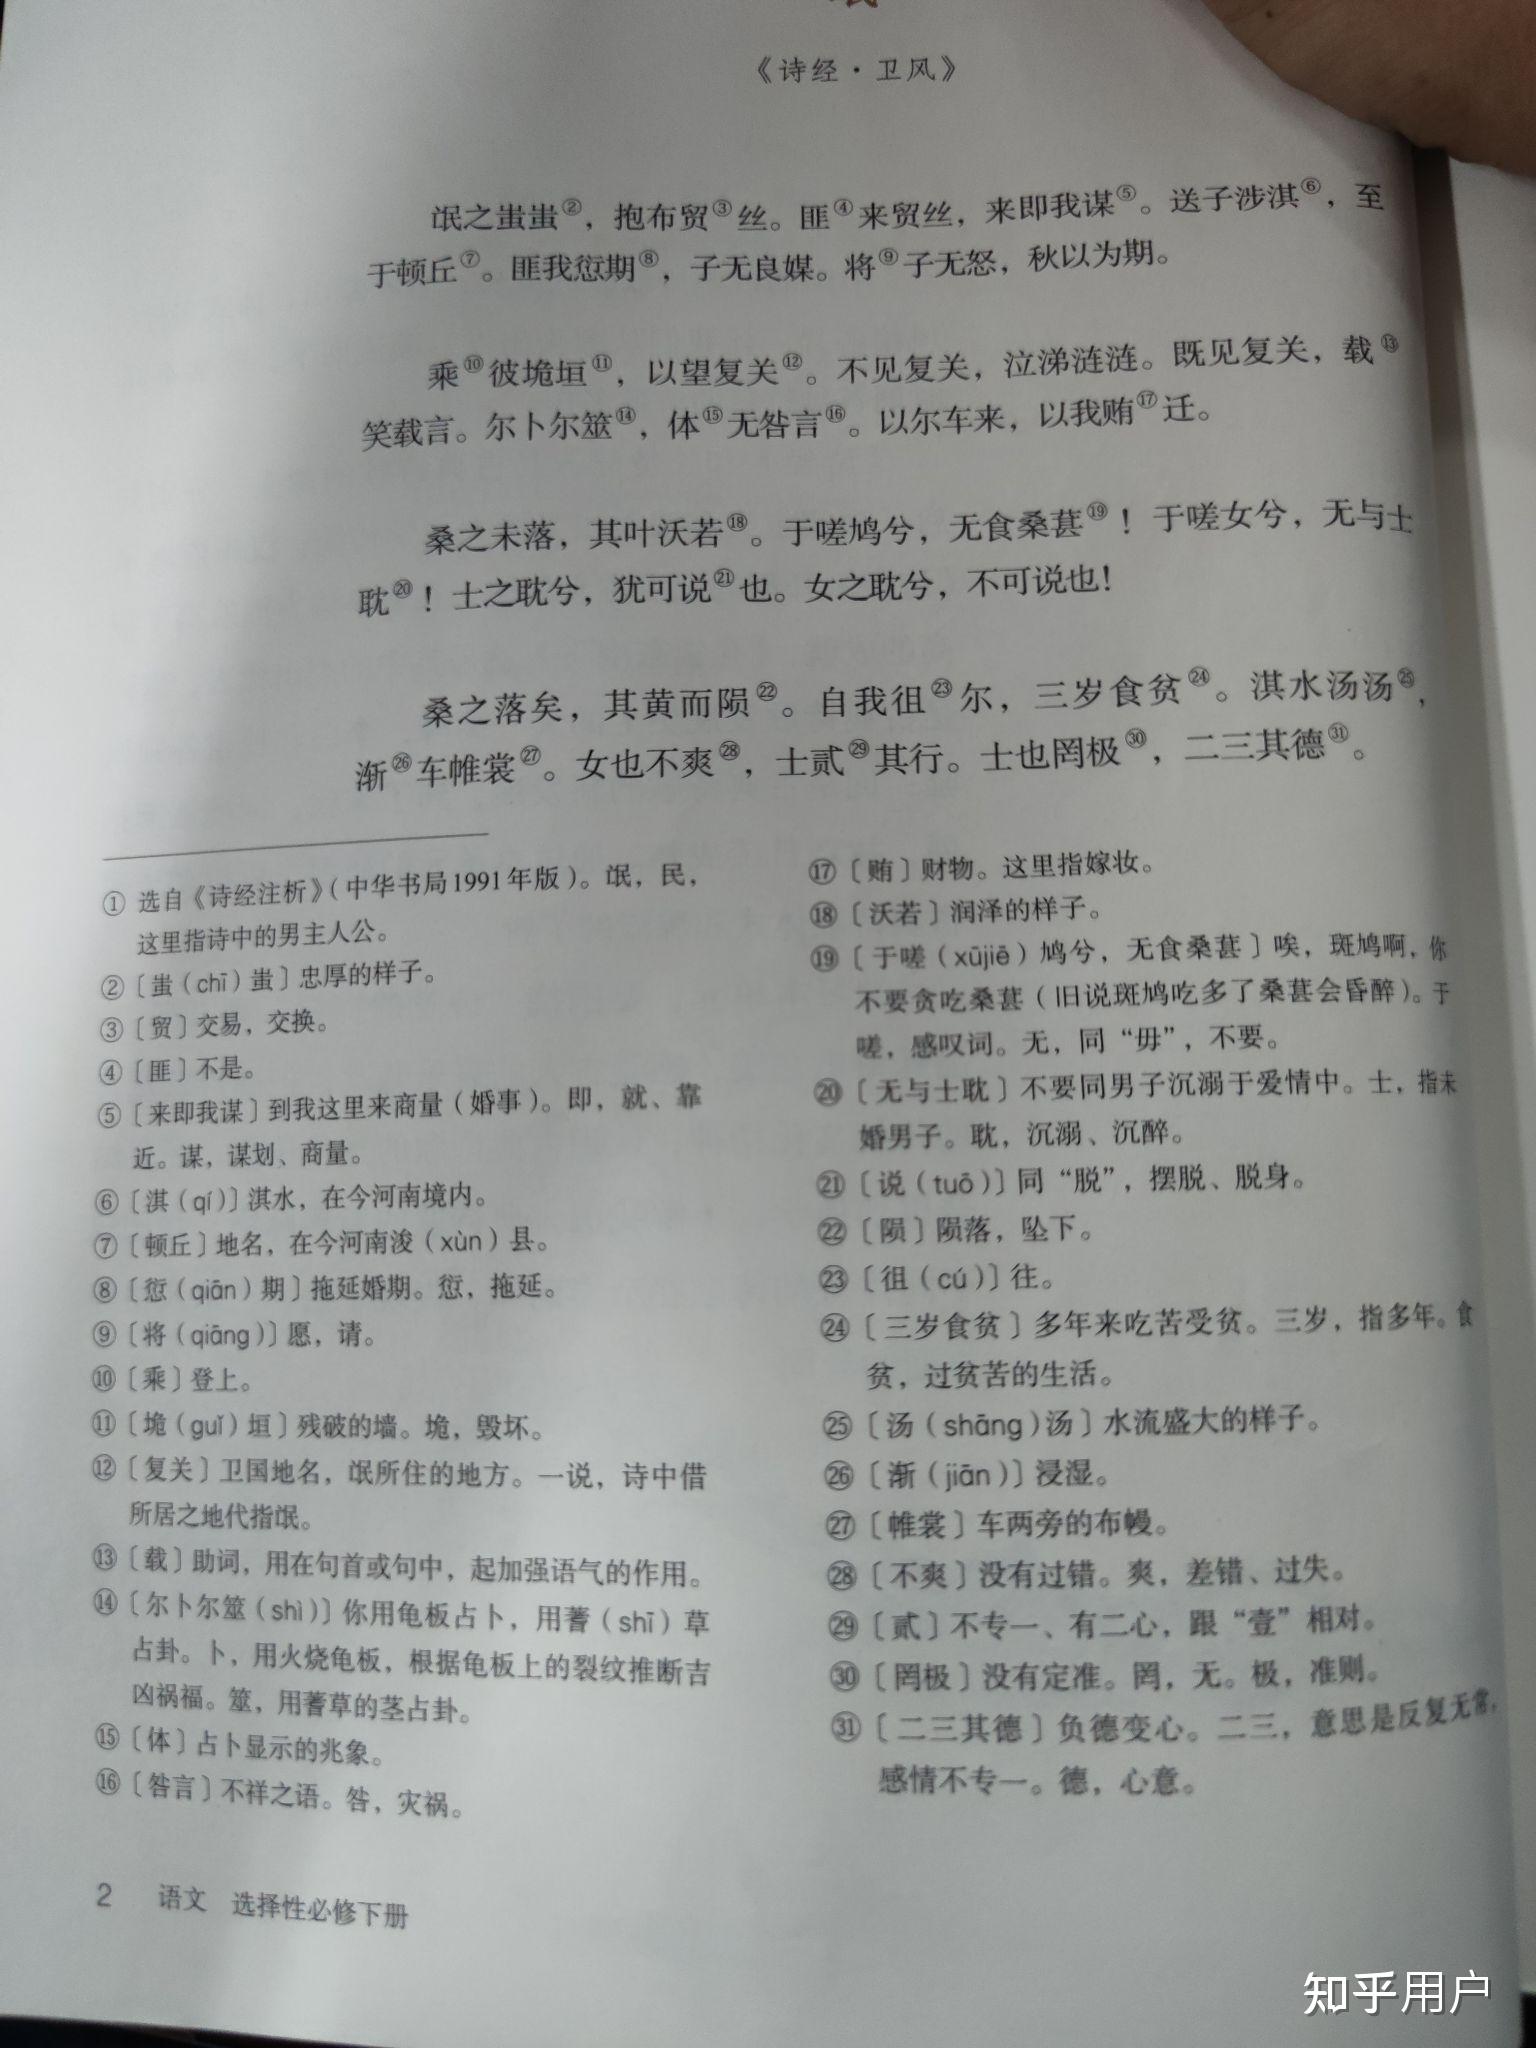 《诗经·卫风》
氓之蚩蚩②，抱布贸③丝。匪④来贸丝，来即我谋⑤。送子涉淇⑥，至
于顿丘⑦。匪我愆期⑧，子无良媒。将⑨子无怒，秋以为期。
乘⑩彼垝垣⑪，以望复关⑫。不见复关，泣涕涟涟。既见复关，载⑬
笑载言。尔卜尔筮⑭，体⑮无咎言⑯。以尔车来，以我贿⑰迁。
桑之未落，其叶沃若⑱。于嗟鸠兮，无食桑葚⑲！于嗟女兮，无与士
耽⑳！士之耽兮，犹可说㉑也。女之耽兮，不可说也！
桑之落矣，其黄而陨㉒。自我徂㉓尔，三岁食贫㉔。淇水汤汤㉕，
渐㉖车帷裳㉗。女也不爽㉘，士贰㉙其行。士也罔极㉚，二三其德㉛。
① 选自《诗经注析》（中华书局1991年版）。氓，民，
这里指诗中的男主人公。
②〔蚩（chī）蚩〕忠厚的样子。
③〔贸〕交易，交换。
④〔匪〕不是。
⑤〔来即我谋〕到我这里来商量（婚事）。即，就、靠
近。谋，谋划、商量。
⑥〔淇（qí）〕淇水，在今河南境内。
⑦〔顿丘〕地名，在今河南浚（xùn）县。
⑧〔愆（qiān）期〕拖延婚期。愆，拖延。
⑨〔将（qiāng）〕愿，请。
⑩〔乘〕登上。
⑪〔垝（guǐ）垣〕残破的墙。垝，毁坏。
⑫〔复关〕卫国地名，氓所住的地方。一说，诗中借
所居之地代指氓。
⑬〔载〕助词，用在句首或句中，起加强语气的作用。
⑭〔尔卜尔筮（shì）〕你用龟板占卜，用蓍（shī）草
占卦。卜，用火烧龟板，根据龟板上的裂纹推断吉
凶祸福。筮，用蓍草的茎占卦。
⑮〔体〕占卜显示的兆象。
⑯〔咎言〕不祥之语。咎，灾祸。
⑰〔贿〕财物。这里指嫁妆。
⑱〔沃若〕润泽的样子。
⑲〔于嗟（xūjiē）鸠兮，无食桑葚〕唉，斑鸠啊，你
不要贪吃桑葚（旧说斑鸠吃多了桑葚会昏醉）。于
嗟，感叹词。无，同“毋”，不要。
⑳〔无与士耽〕不要同男子沉溺于爱情中。士，指未
婚男子。耽，沉溺、沉醉。
㉑〔说（tuō）〕同“脱”，摆脱、脱身。
㉒〔陨〕陨落，坠下。
㉓〔徂（cú）〕往。
㉔〔三岁食贫〕多年来吃苦受贫。三岁，指多年。食
贫，过贫苦的生活。
㉕〔汤（shāng）汤〕水流盛大的样子。
㉖〔渐（jiān）〕浸湿。
㉗〔帷裳〕车两旁的布幔。
㉘〔不爽〕没有过错。爽，差错、过失。
㉙〔贰〕不专一、有二心，跟“壹”相对。
㉚〔罔极〕没有定准。罔，无。极，准则。
㉛〔二三其德〕负德变心。二三，意思是反复无常，
感情不专一。德，心意。
2 语文 选择性必修下册
知乎用户